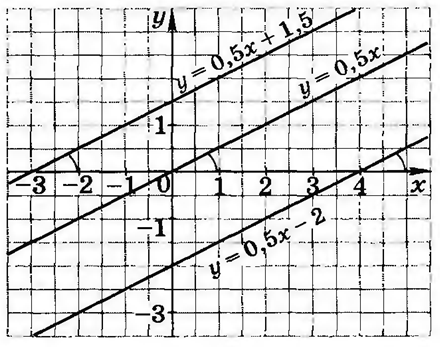 y
y = 0,5x + 1,5
y = 0,5x
1
-3 -2 -1 0 1 2 3 4 x
-1
y = 0,5x - 2
-3